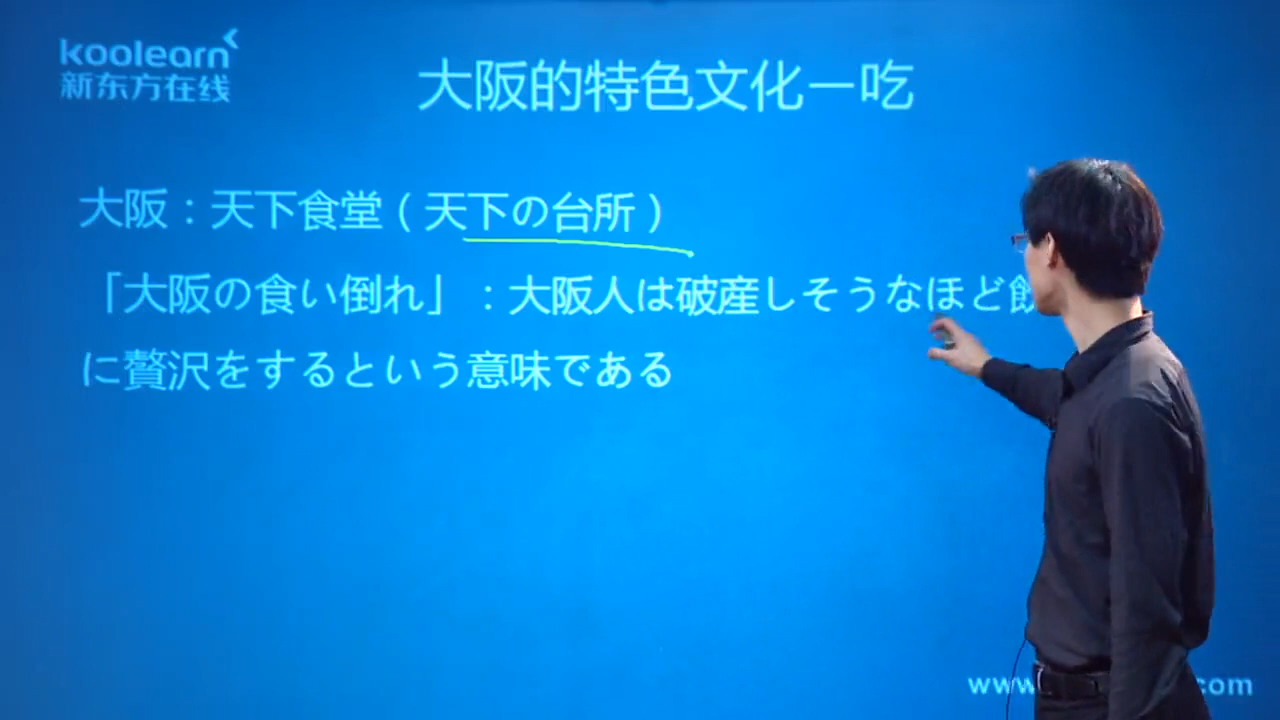 koolearn
新东方在线
大阪的特色文化—吃
大阪：天下食堂（天下の台所）
「大阪の食い倒れ」：大阪人は破産しそうなほど飲
に贅沢をするという意味である
www. com